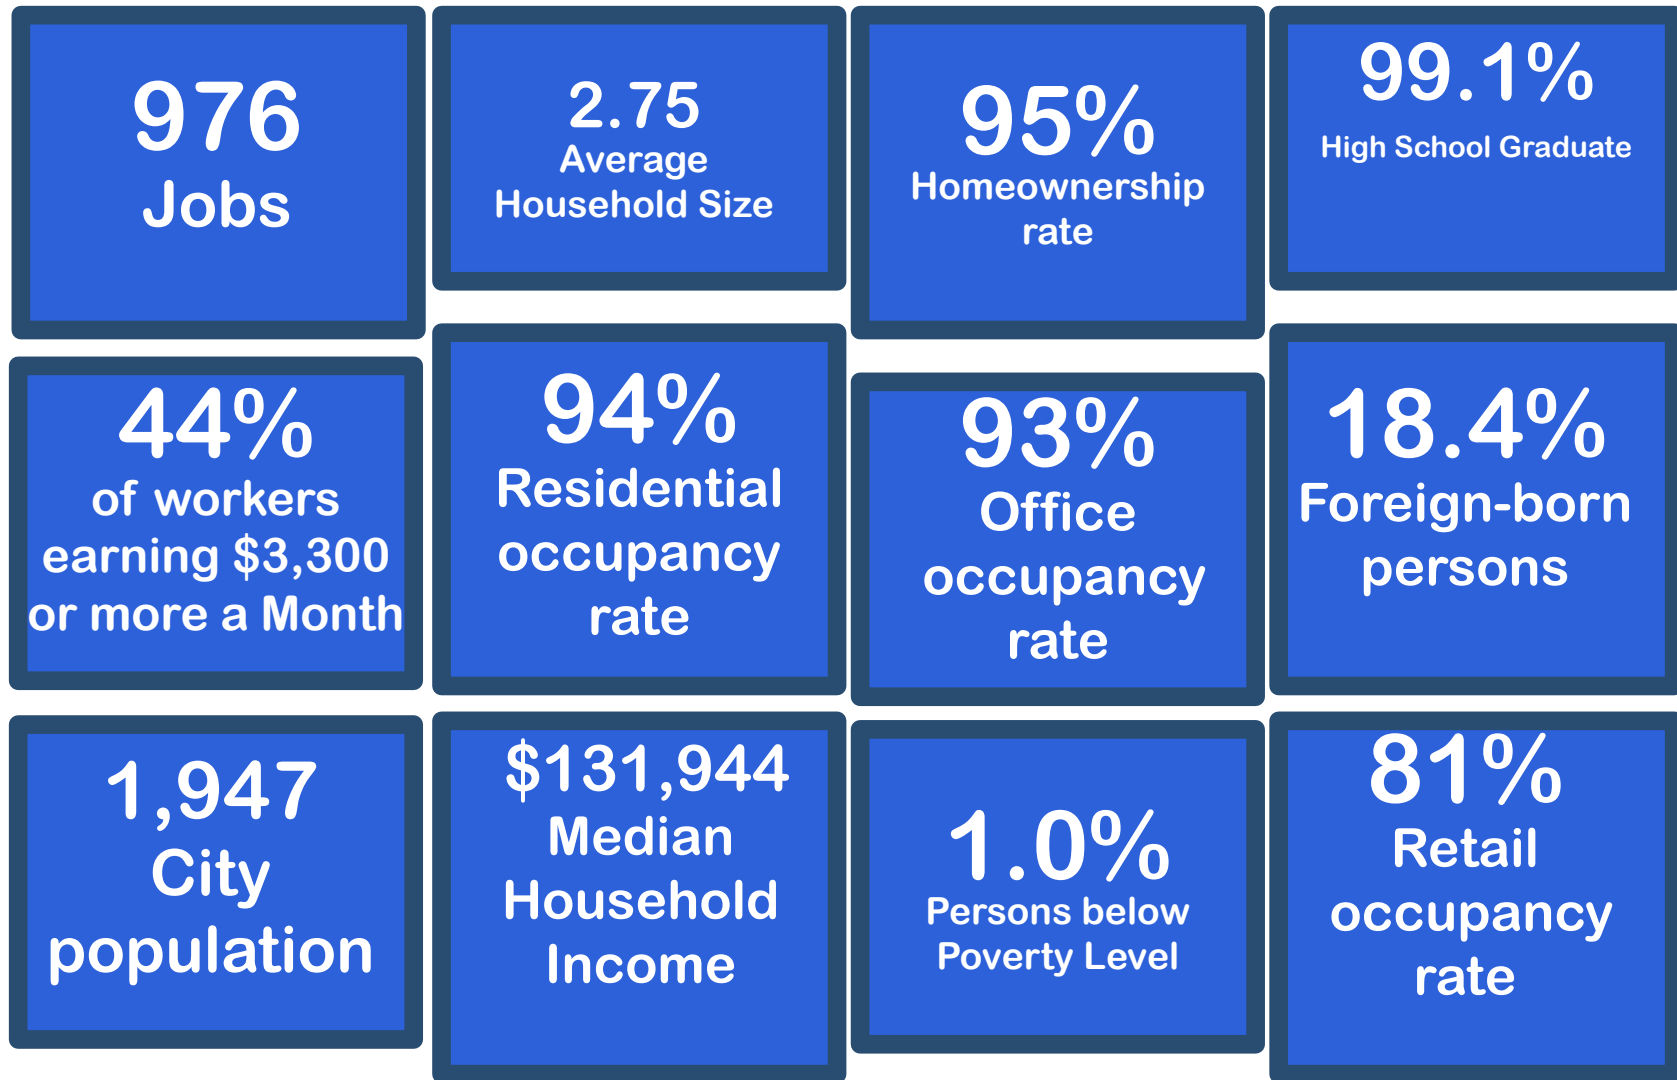 976
Jobs
2.75
Average
Household Size
95%
Homeownership
rate
99.1%
High School Graduate
44%
of workers
earning $3,300
or more a Month
94%
Residential
occupancy
rate
93%
Office
occupancy
rate
18.4%
Foreign-born
persons
1,947
City
population
$131,944
Median
Household
Income
1.0%
Persons below
Poverty Level
81%
Retail
occupancy
rate